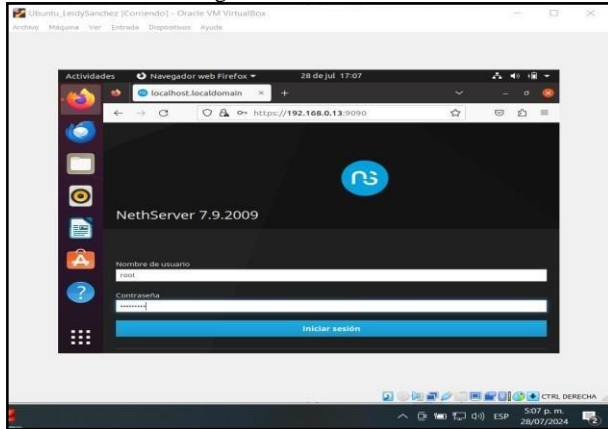 Ubuntu_LeidySanchez [Corriendo] - Oracle VM VirtualBox
Archivo Máquina Ver Entrada Dispositivos Ayuda
Actividades Navegador web Firefox 28 de jul 17:07
localhost.localdomain × +
https://192.168.0.13:9090
ns
NethServer 7.9.2009
Nombre de usuario
root
Contraseña
Iniciar sesión
CTRL DERECHA
ESP
5:07 p. m.
28/07/2024
2